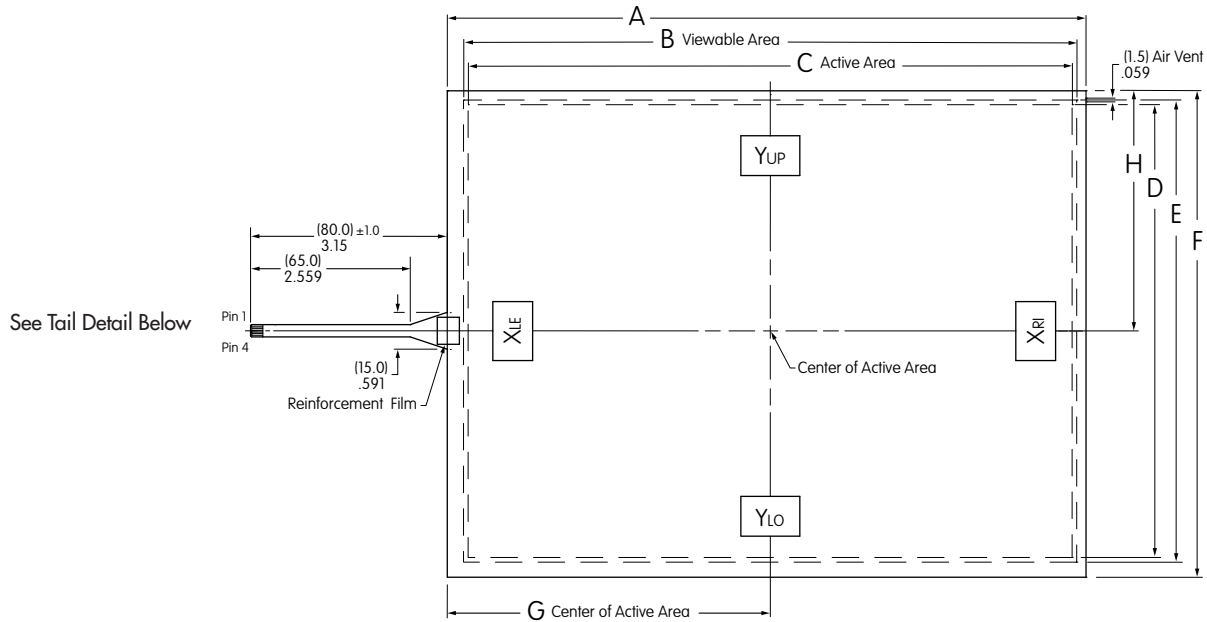 A
B Viewable Area
C Active Area
(1.5) Air Vent
.059
YUP
H
D
E
F
(80.0) ±1.0
3.15
(65.0)
2.559
See Tail Detail Below
Pin 1
Pin 4
XLE
XRI
Center of Active Area
(15.0)
.591
Reinforcement Film
YLO
G Center of Active Area